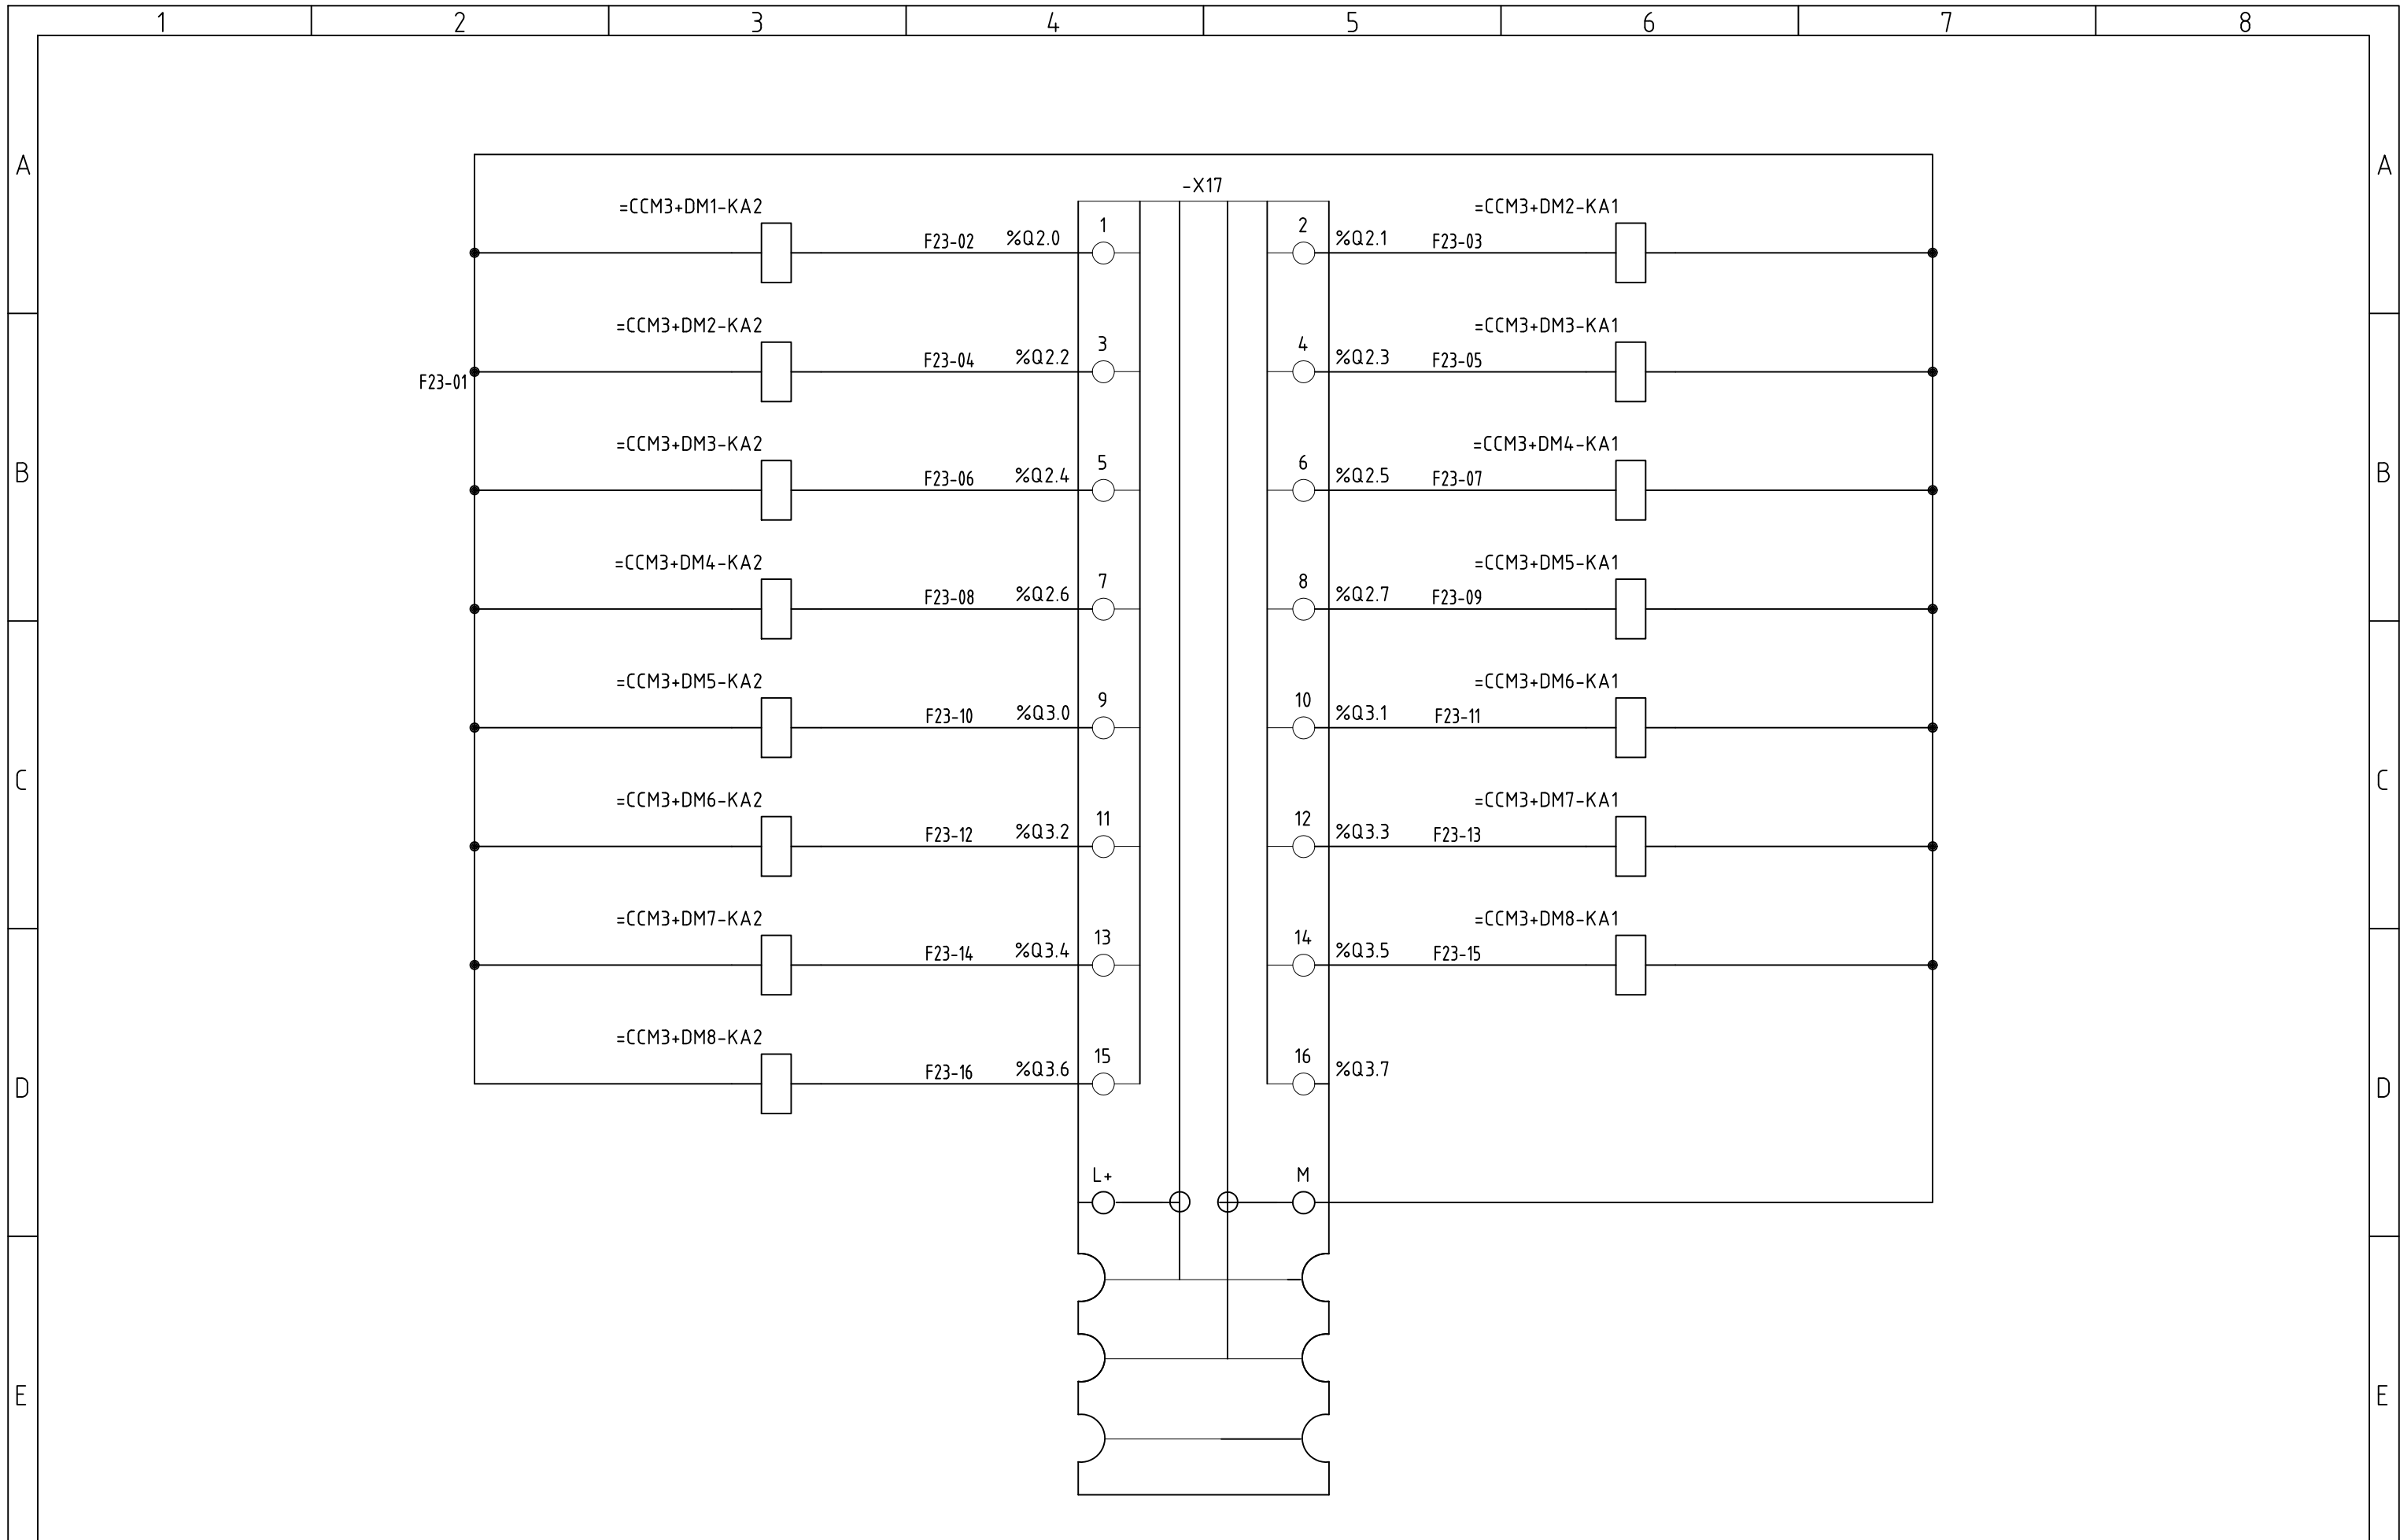 1 2 3 4 5 6 7 8
A A
-X17
=CCM3+DM1-KA2 =CCM3+DM2-KA1
F23-02 %Q2.0 1 2 %Q2.1 F23-03
=CCM3+DM2-KA2 =CCM3+DM3-KA1
F23-04 %Q2.2 3 4 %Q2.3 F23-05
F23-01
=CCM3+DM3-KA2 =CCM3+DM4-KA1
B F23-06 %Q2.4 5 6 %Q2.5 F23-07 B
=CCM3+DM4-KA2 =CCM3+DM5-KA1
F23-08 %Q2.6 7 8 %Q2.7 F23-09
=CCM3+DM5-KA2 =CCM3+DM6-KA1
F23-10 %Q3.0 9 10 %Q3.1 F23-11
C C
=CCM3+DM6-KA2 =CCM3+DM7-KA1
F23-12 %Q3.2 11 12 %Q3.3 F23-13
=CCM3+DM7-KA2 =CCM3+DM8-KA1
F23-14 %Q3.4 13 14 %Q3.5 F23-15
=CCM3+DM8-KA2
F23-16 %Q3.6 15 16 %Q3.7
D D
L+ M
E E